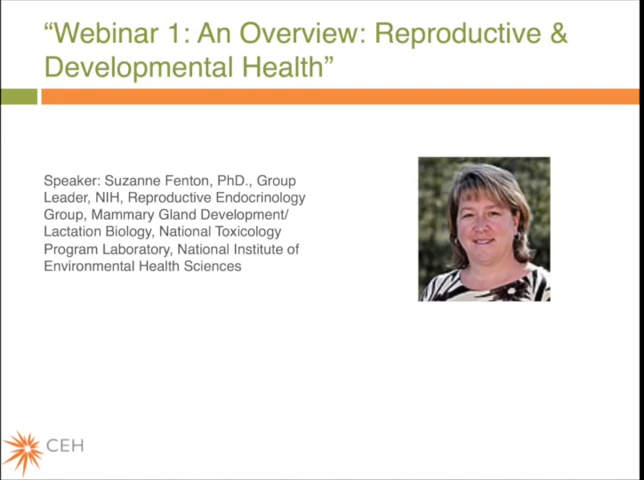 “Webinar 1: An Overview: Reproductive &
Developmental Health”
Speaker: Suzanne Fenton, PhD., Group
Leader, NIH, Reproductive Endocrinology
Group, Mammary Gland Development/
Lactation Biology, National Toxicology
Program Laboratory, National Institute of
Environmental Health Sciences
CEH